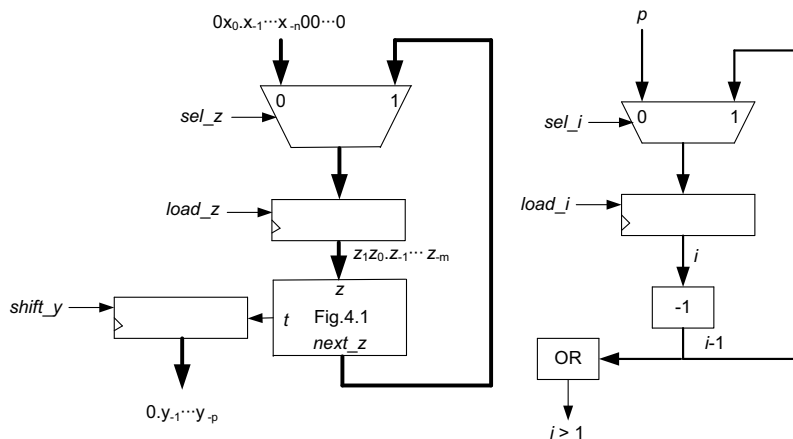 0x₀.x₋₁···x₋ₙ00···0
0 1
sel_z
load_z
z₁z₀.z₋₁··· z₋ₘ
shift_y
z
t Fig.4.1
next_z
0.y₋₁···y₋ₚ
p
0 1
sel_i
load_i
i
-1
i-1
OR
i > 1